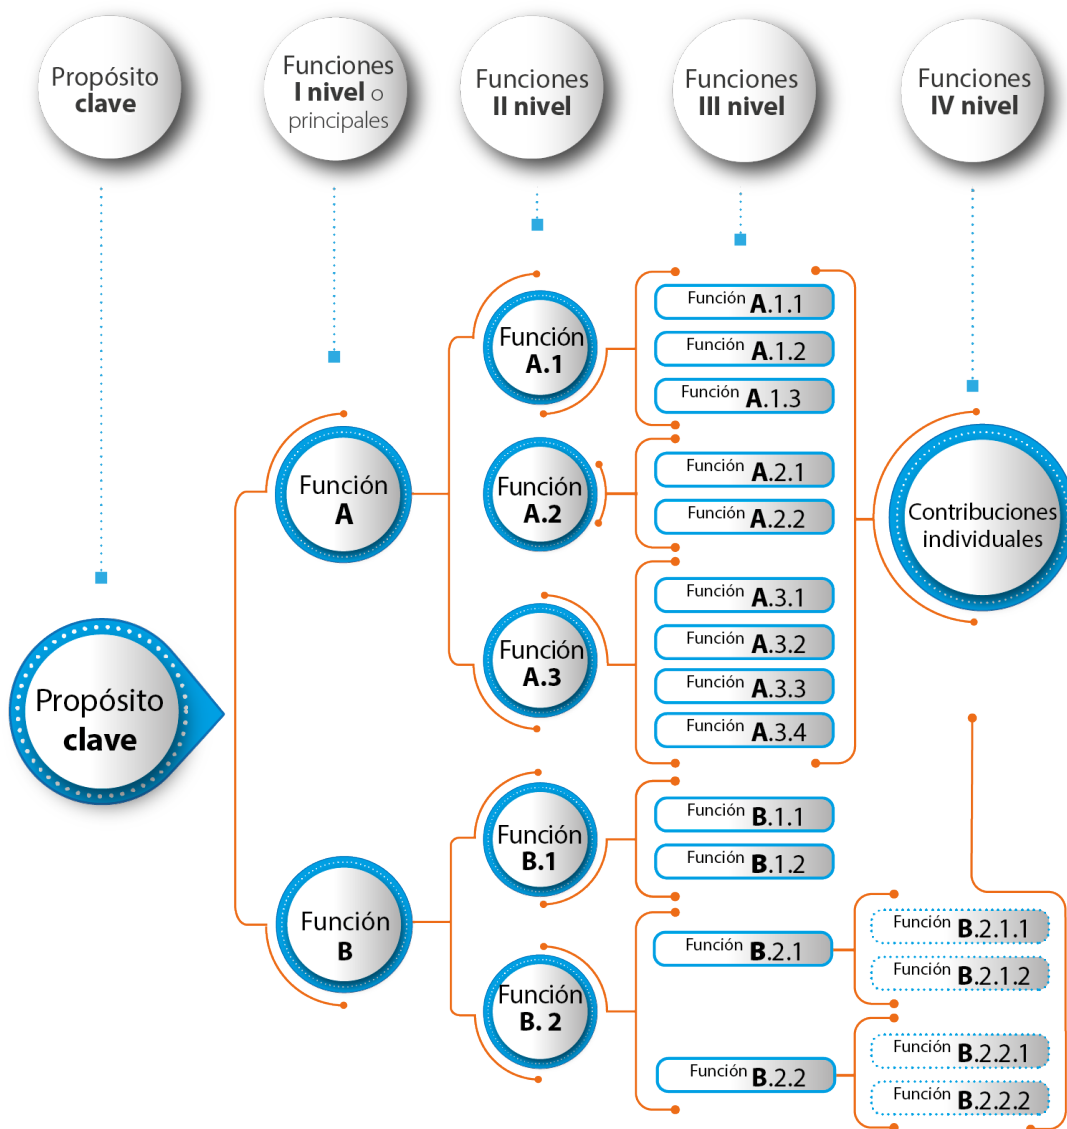 Propósito
clave
Funciones
I nivel o
principales
Funciones
II nivel
Funciones
III nivel
Funciones
IV nivel
Propósito
clave
Función
A
Función
A.1
Función A.1.1
Función A.1.2
Función A.1.3
Función
A.2
Función A.2.1
Función A.2.2
Función
A.3
Función A.3.1
Función A.3.2
Función A.3.3
Función A.3.4
Contribuciones
individuales
Función
B
Función
B.1
Función B.1.1
Función B.1.2
Función
B. 2
Función B.2.1
Función B.2.1.1
Función B.2.1.2
Función B.2.2
Función B.2.2.1
Función B.2.2.2